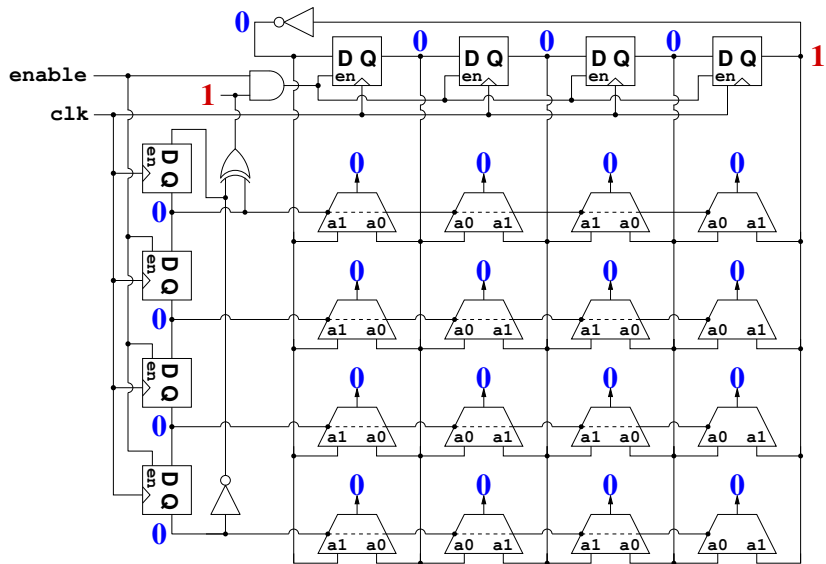 0 0 0 0
D Q D Q D Q D Q 1
enable en en en en
1
clk
en D Q 0 0 0 0
0 a1 a0 a0 a1 a1 a0 a0 a1
en D Q 0 0 0 0
0 a1 a0 a0 a1 a1 a0 a0 a1
en D Q 0 0 0 0
0 a1 a0 a0 a1 a1 a0 a0 a1
en D Q 0 0 0 0
0 a1 a0 a0 a1 a1 a0 a0 a1